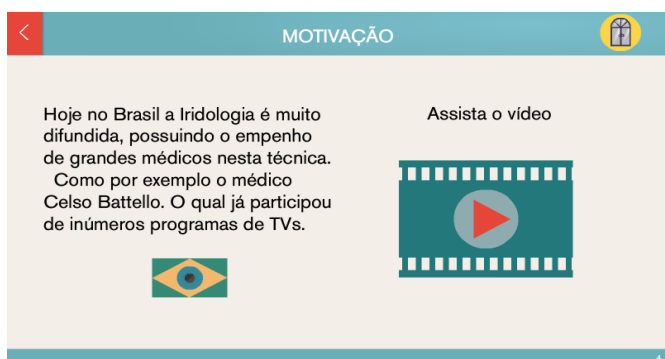 MOTIVAÇÃO
Hoje no Brasil a Iridologia é muito
difundida, possuindo o empenho
de grandes médicos nesta técnica.
Como por exemplo o médico
Celso Battello. O qual já participou
de inúmeros programas de TVs.
Assista o vídeo